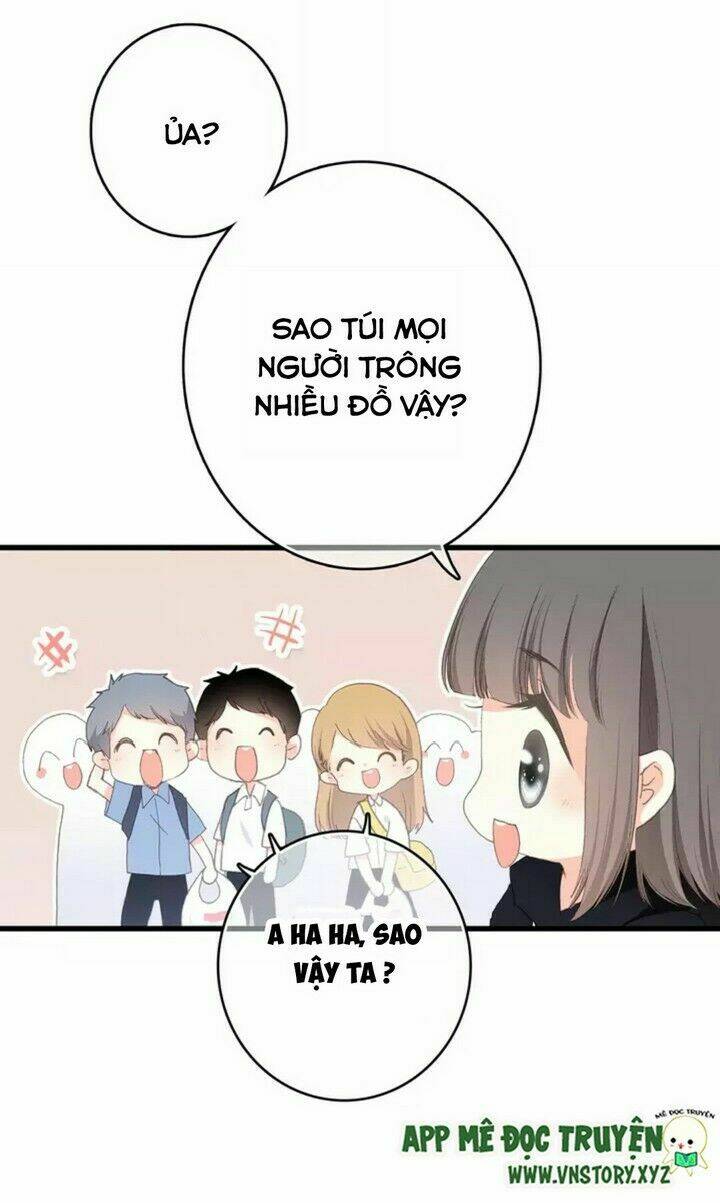 ỦA?
SAO TÚI MỌI
NGƯỜI TRÔNG
NHIỀU ĐỒ VẬY?
A HA HA, SAO
VẬY TA ?
MÊ ĐỌC TRUYỆN
APP MÊ ĐỌC TRUYỆN
WWW.VNSTORY.XYZ